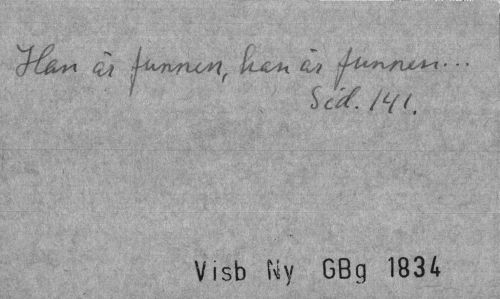 Han är funnen, han är funnen...
Sid. 141.
Visb Ny GBg 1834